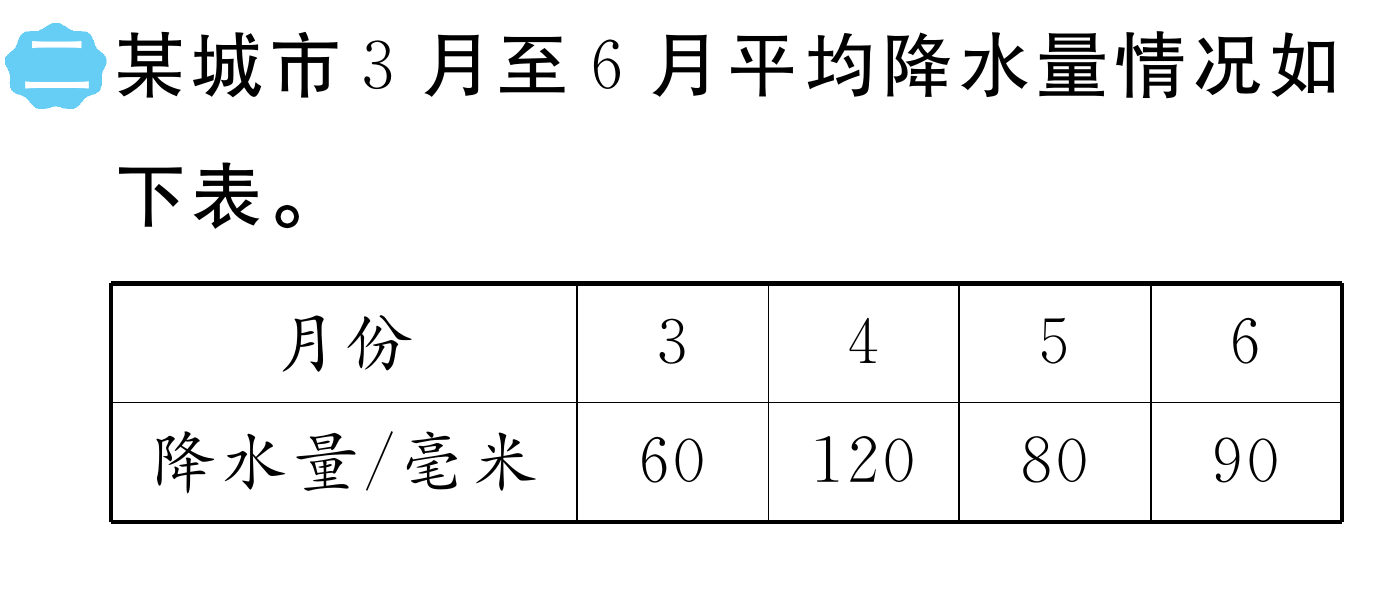 二 某城市3月至6月平均降水量情况如
下表。
月份 3 4 5 6
降水量/毫米 60 120 80 90